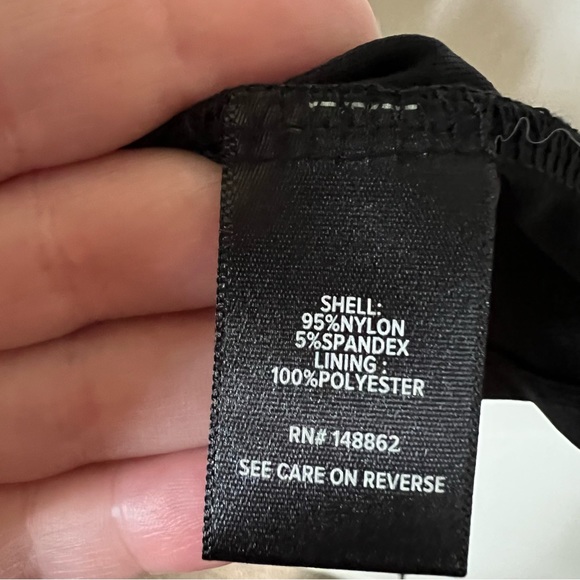 SHELL:
95%NYLON
5%SPANDEX
LINING :
100%POLYESTER
RN# 148862
SEE CARE ON REVERSE